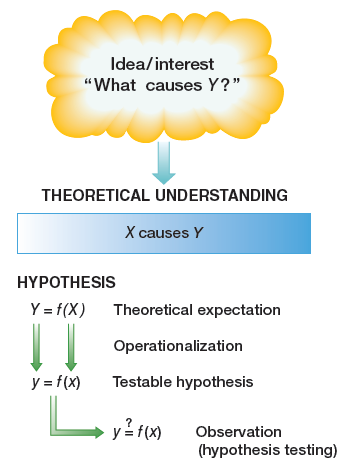 Idea/interest
“What causes Y?”
THEORETICAL UNDERSTANDING
X causes Y
HYPOTHESIS
Y = f(X) Theoretical expectation
Operationalization
y = f(x) Testable hypothesis
?
y = f(x) Observation
(hypothesis testing)